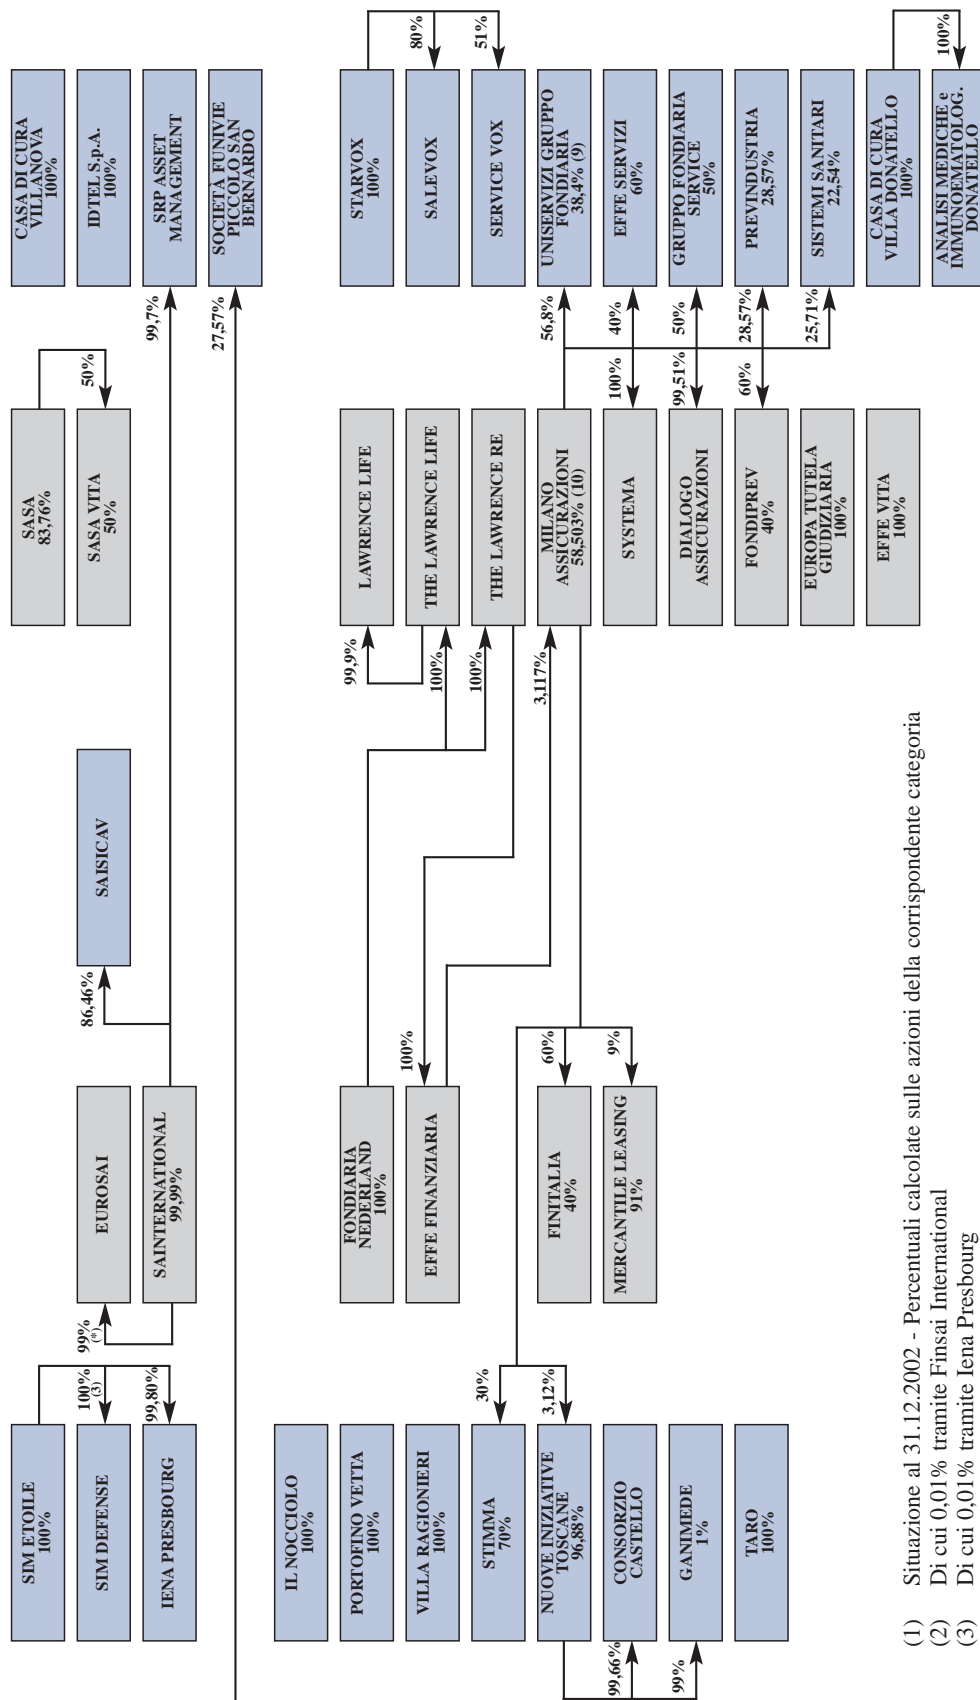 SIM ETOILE
100%
SIM DEFENSE
IENA PRESBOURG
100%
(3)
99,80%
EUROSAI
SAINTERNATIONAL
99,99%
99%
(*)
SAISICAV
86,46%
SASA
83,76%
SASA VITA
50%
50%
CASA DI CURA
VILLANOVA
100%
IDTEL S.p.A.
100%
SRP ASSET
MANAGEMENT
99,7%
SOCIETÀ FUNIVIE
PICCOLO SAN
BERNARDO
27,57%
IL NOCCIOLO
100%
PORTOFINO VETTA
100%
VILLA RAGIONIERI
100%
STIMMA
70%
30%
NUOVE INIZIATIVE
TOSCANE
96,88%
3,12%
CONSORZIO
CASTELLO
99,66%
GANIMEDE
1%
99%
TARO
100%
FONDIARIA
NEDERLAND
100%
EFFE FINANZIARIA
100%
FINITALIA
40%
60%
MERCANTILE LEASING
91%
9%
LAWRENCE LIFE
99,9%
THE LAWRENCE LIFE
100%
THE LAWRENCE RE
100%
MILANO
ASSICURAZIONI
58,503% (10)
3,117%
SYSTEMA
100%
DIALOGO
ASSICURAZIONI
99,51%
FONDIPREV
40%
60%
EUROPA TUTELA
GIUDIZIARIA
100%
EFFE VITA
100%
STARVOX
100%
SALEVOX
80%
SERVICE VOX
51%
UNISERVIZI GRUPPO
FONDIARIA
38,4% (9)
56,8%
EFFE SERVIZI
60%
40%
GRUPPO FONDIARIA
SERVICE
50%
50%
PREVINDUSTRIA
28,57%
28,57%
SISTEMI SANITARI
22,54%
25,71%
CASA DI CURA
VILLA DONATELLO
100%
ANALISI MEDICHE e
IMMUNOEMATOLOG.
DONATELLO
100%
(1) Situazione al 31.12.2002 - Percentuali calcolate sulle azioni della corrispondente categoria
(2) Di cui 0,01% tramite Finsai International
(3) Di cui 0,01% tramite Iena Presbourg